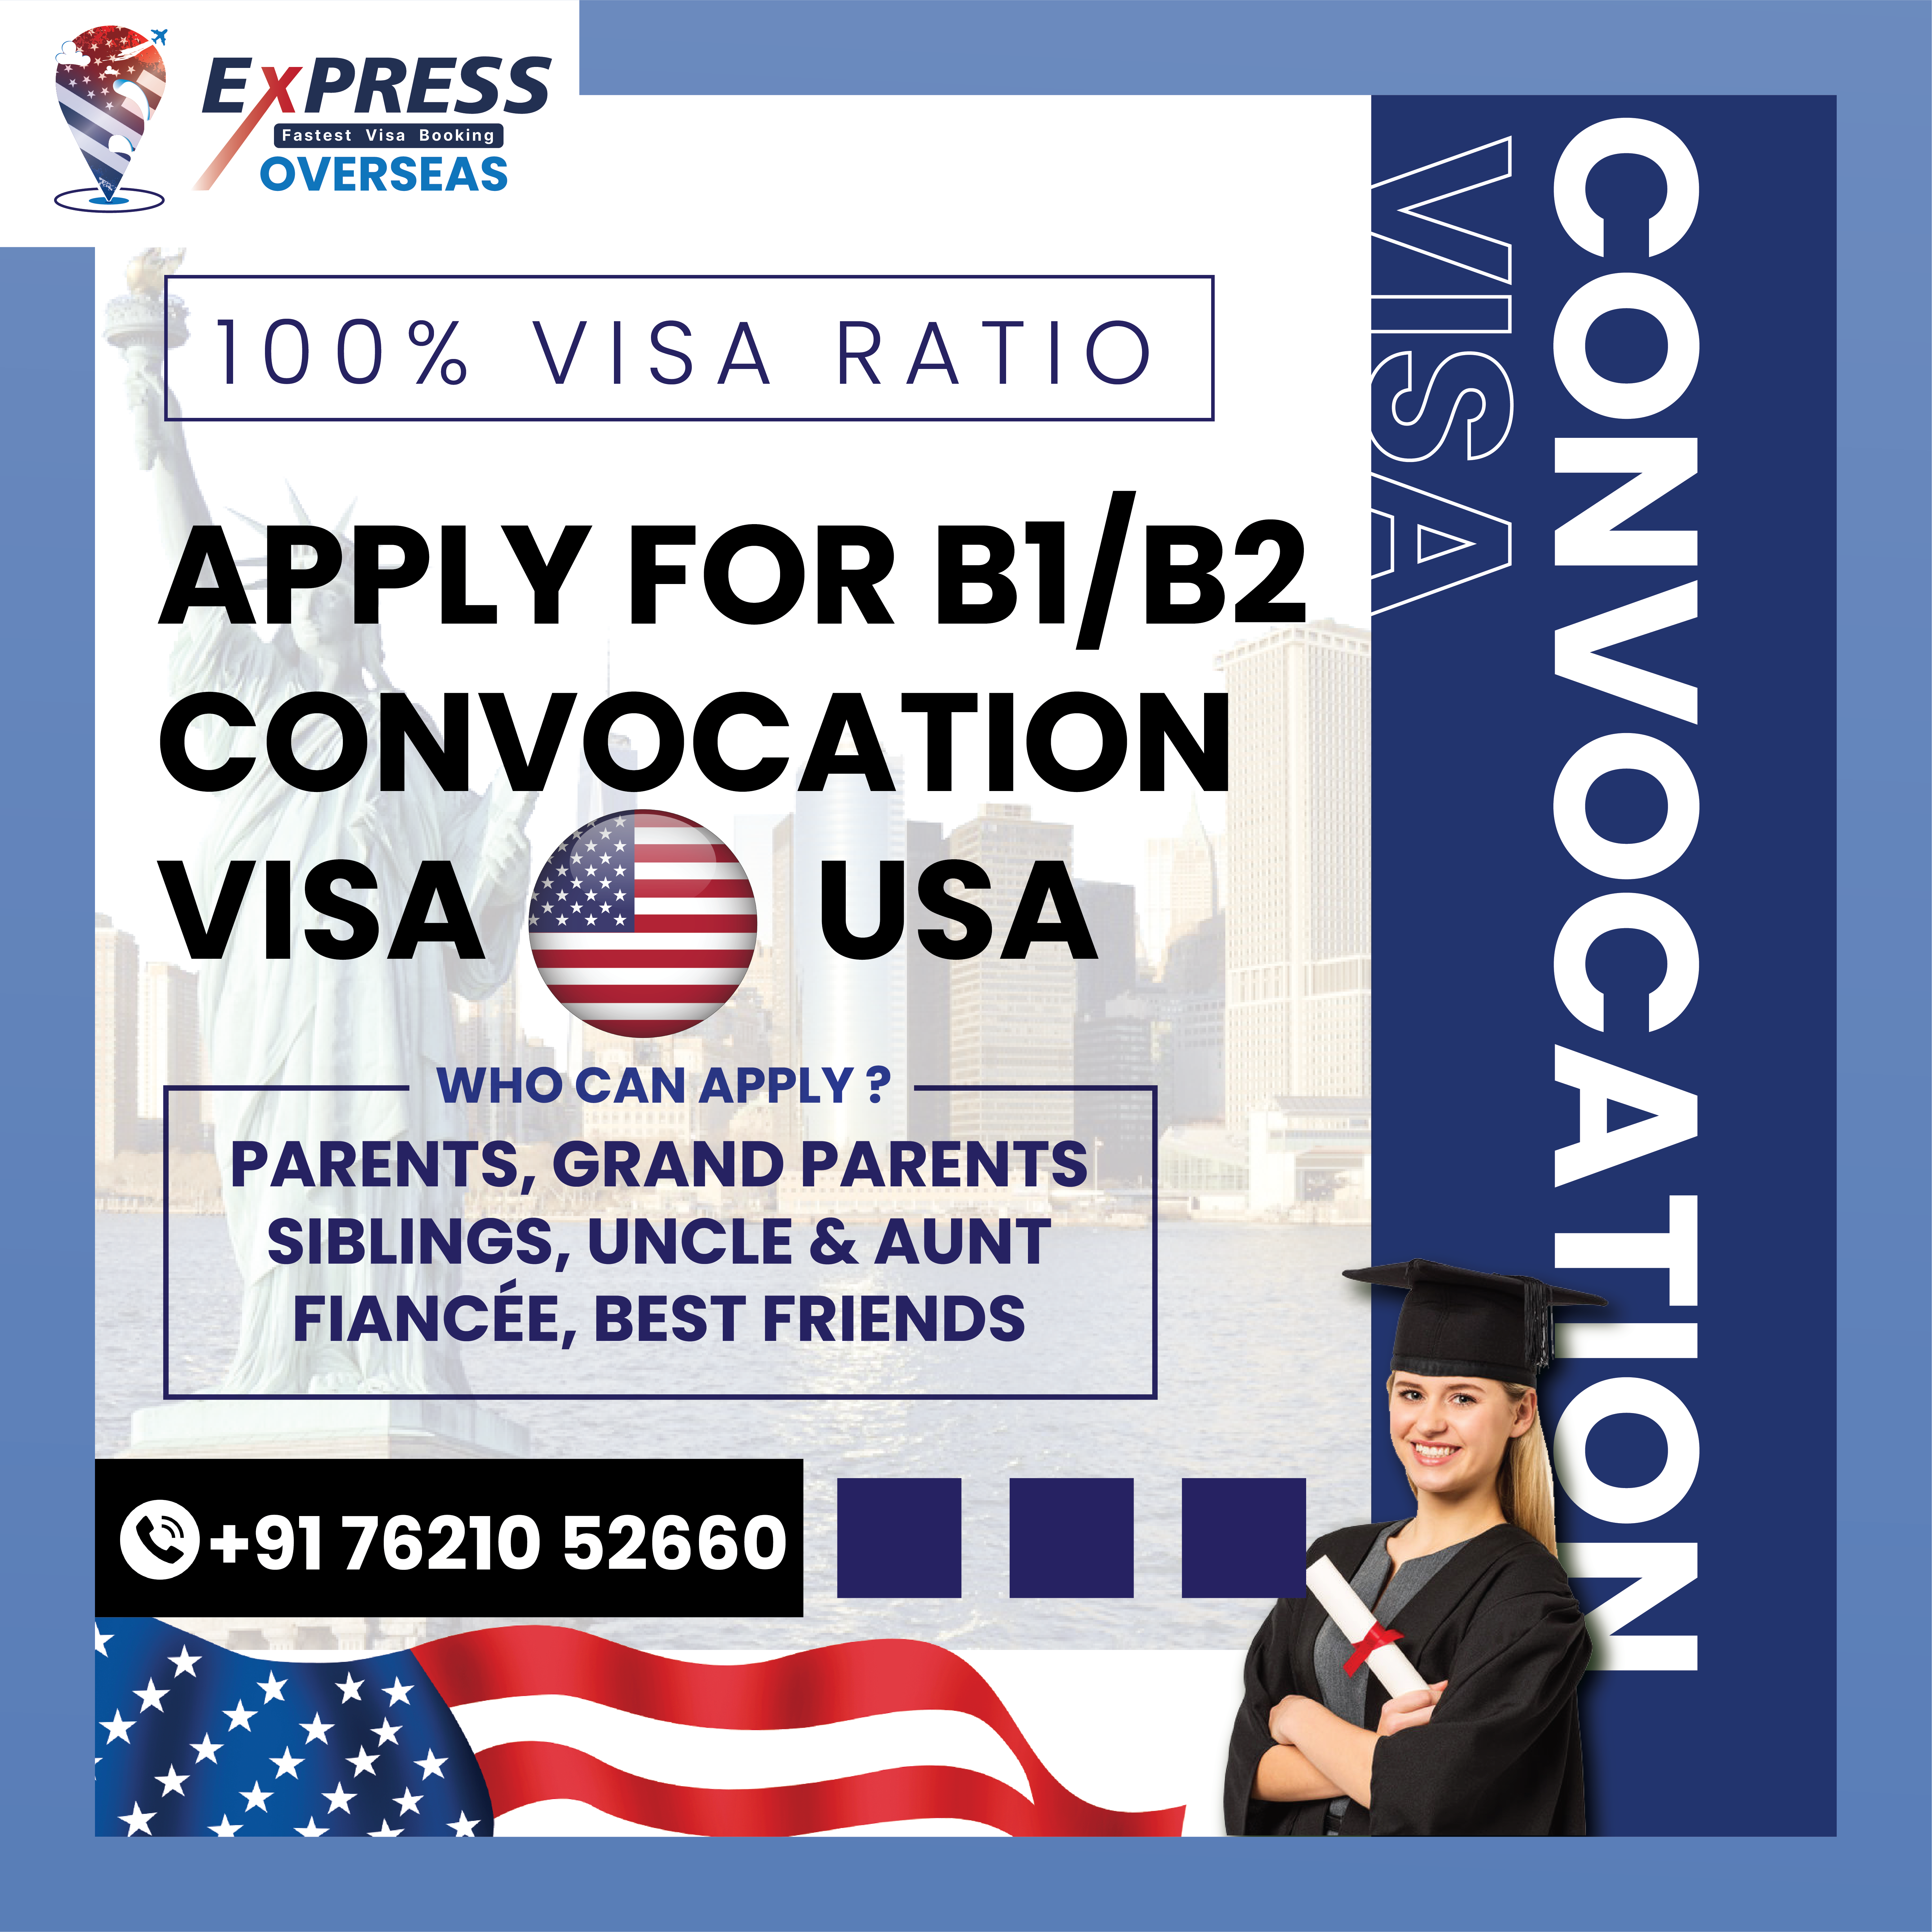 EXPRESS
Fastest Visa Booking
OVERSEAS
100% VISA RATIO
APPLY FOR B1/B2
CONVOCATION
VISA USA
WHO CAN APPLY ?
PARENTS, GRAND PARENTS
SIBLINGS, UNCLE & AUNT
FIANCÉE, BEST FRIENDS
+91 76210 52660
VISA
CONVOCATION